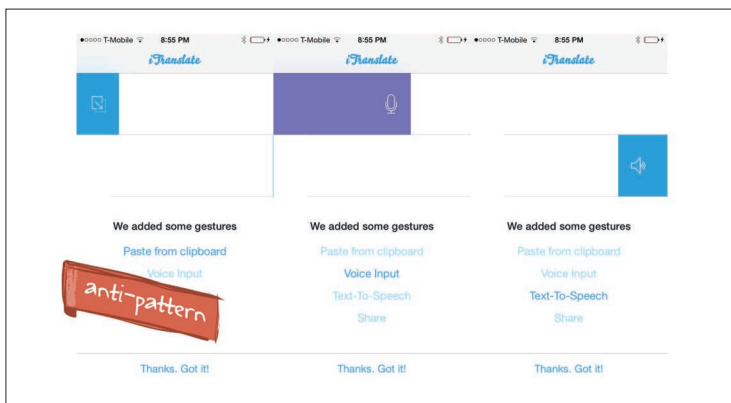 ●○○○○ T-Mobile 8:55 PM
iTranslate
We added some gestures
Paste from clipboard
Voice Input
anti-pattern
Thanks. Got it!
●○○○○ T-Mobile 8:55 PM
iTranslate
We added some gestures
Paste from clipboard
Voice Input
Text-To-Speech
Share
Thanks. Got it!
●○○○○ T-Mobile 8:55 PM
iTranslate
We added some gestures
Paste from clipboard
Voice Input
Text-To-Speech
Share
Thanks. Got it!